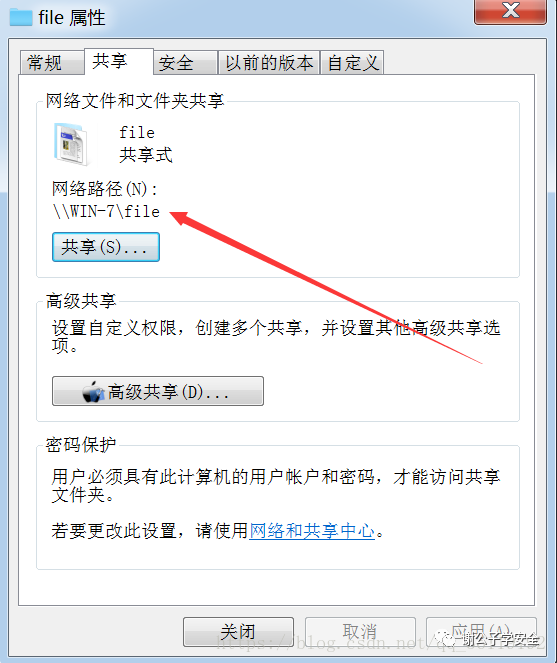 file 属性
常规 共享 安全 以前的版本 自定义
网络文件和文件夹共享
file
共享式
网络路径(N):
\\WIN-7\file
共享(S)...
高级共享
设置自定义权限，创建多个共享，并设置其他高级共享选
项。
高级共享(D)...
密码保护
用户必须具有此计算机的用户帐户和密码，才能访问共享
文件夹。
若要更改此设置，请使用网络和共享中心。
关闭 取消 应用(A)
https://blog.csdn.net/
谢公子学安全